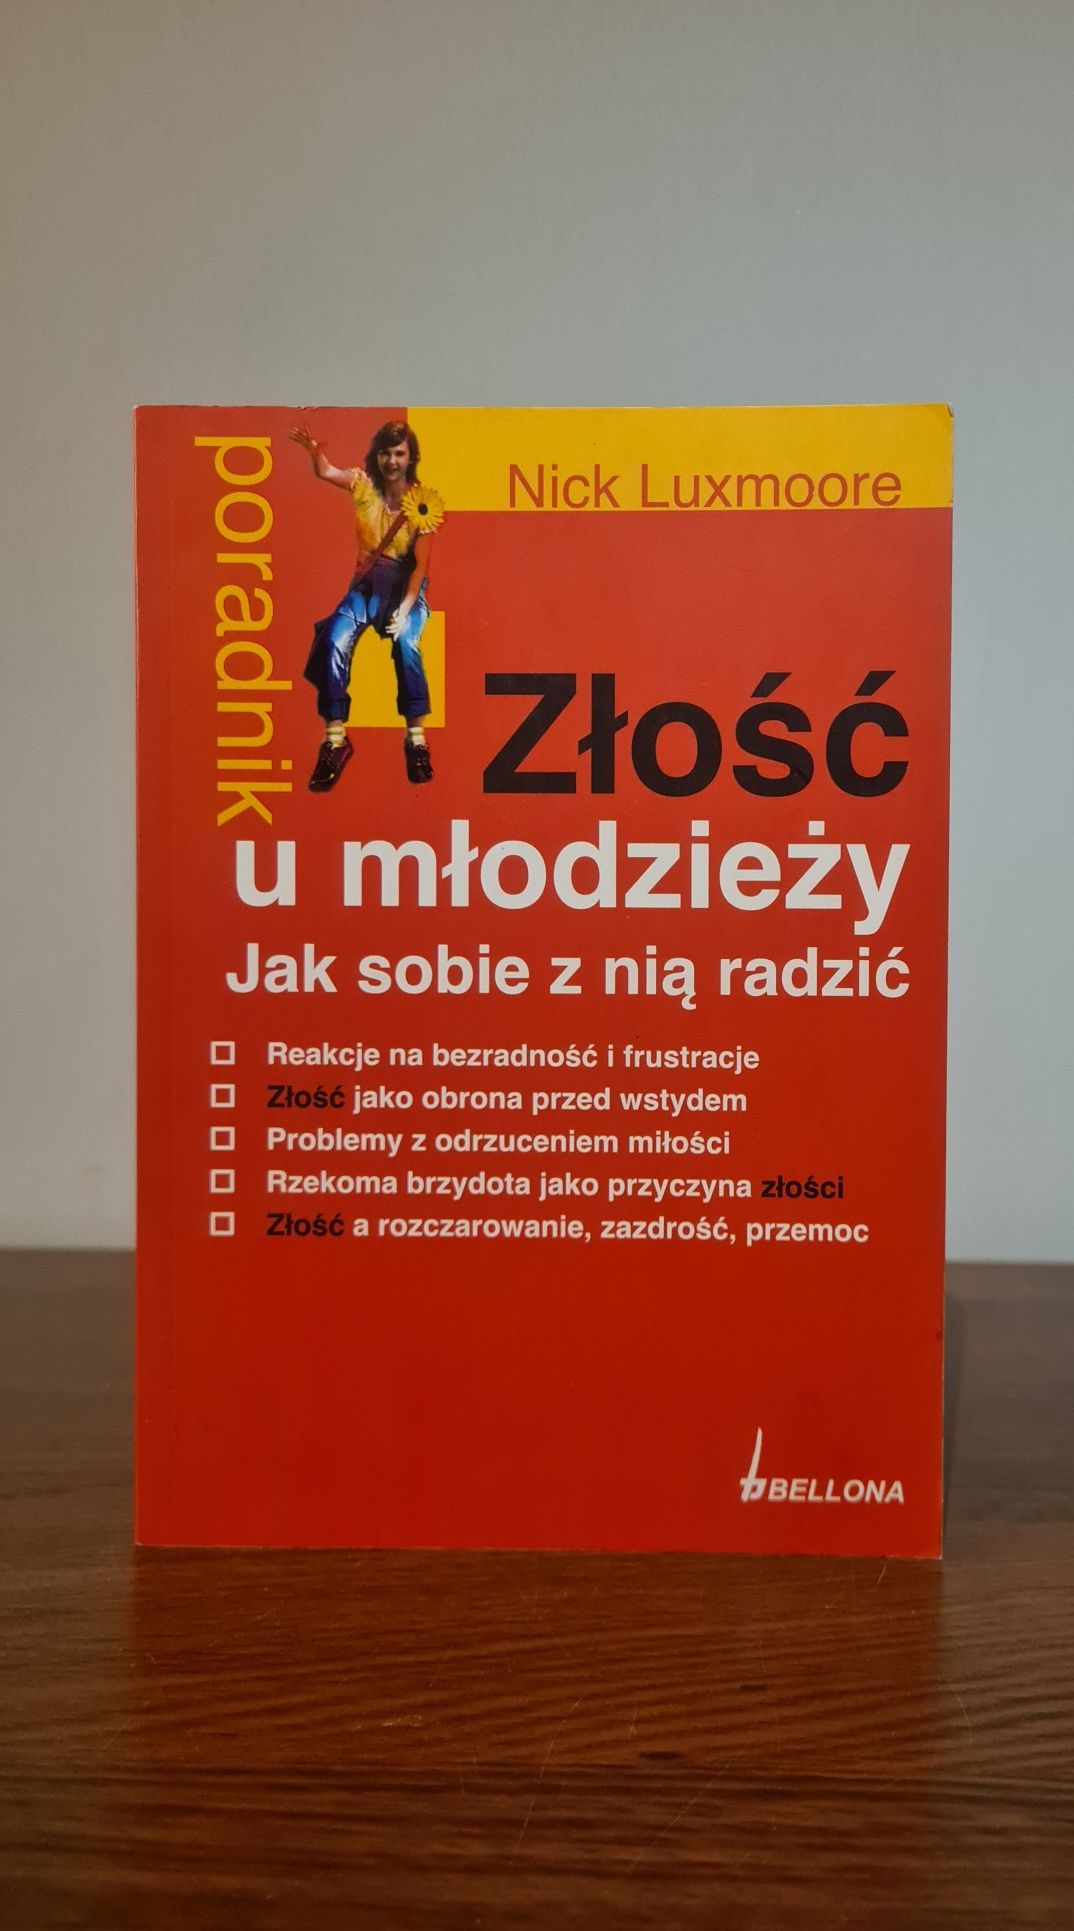 poradnik
Nick Luxmoore
Złość
u młodzieży
Jak sobie z nią radzić
Reakcje na bezradność i frustracje
Złość jako obrona przed wstydem
Problemy z odrzuceniem miłości
Rzekoma brzydota jako przyczyna złości
Złość a rozczarowanie, zazdrość, przemoc
BELLONA